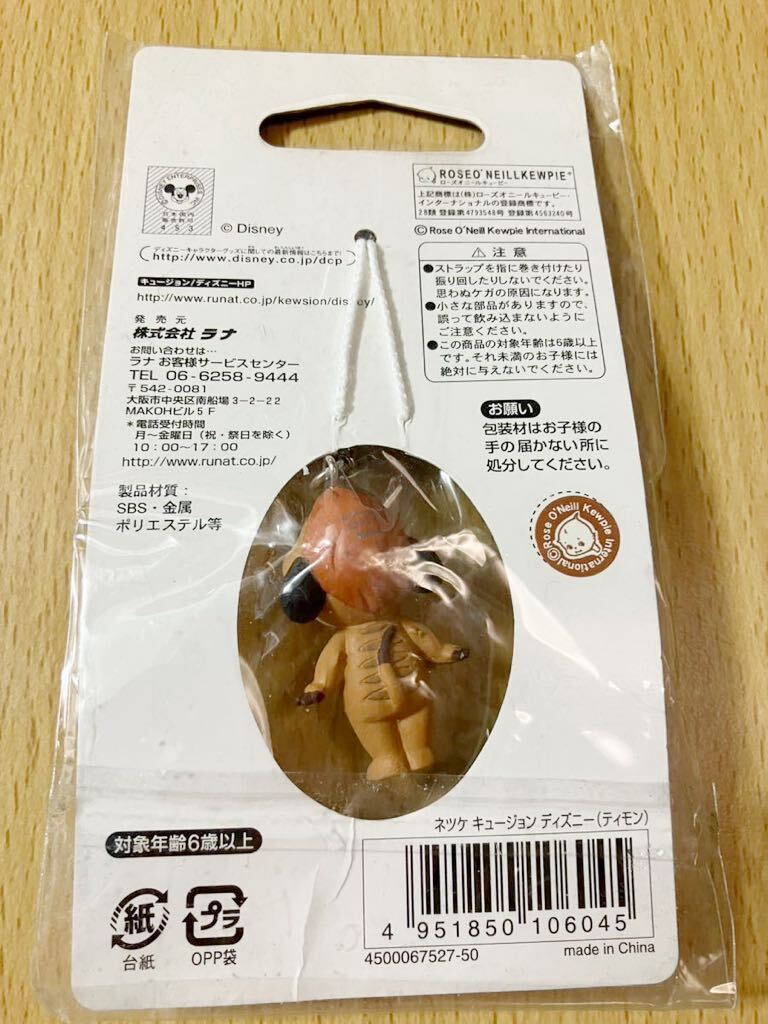 © DISNEY ENTERPRISES, INC.
日本国内
販売許可
453
© Disney
ディズニーキャラクターグッズに関しての最新情報はこちらまで!
http://www.disney.co.jp/dcp
キュージョン/ディズニーHP
http://www.runat.co.jp/kewsion/disney/
発売元
株式会社 ラナ
お問い合わせは…
ラナ お客様サービスセンター
TEL 06-6258-9444
〒542-0081
大阪市中央区南船場3-2-22
MAKOHビル5F
*電話受付時間
月〜金曜日(祝・祭日を除く)
10:00〜17:00
http://www.runat.co.jp/
製品材質:
SBS・金属
ポリエステル等
ROSEO'NEILLKEWPIE®
ローズオニールキューピー
上記商標は(株)ローズオニールキューピー・
インターナショナルの登録商標です。
28類 登録第4793548号 登録第4563240号
© Rose O'Neill Kewpie International
⚠ 注意
●ストラップを指に巻き付けたり
振り回したりしないでください。
思わぬケガの原因になります。
●小さな部品がありますので、
誤って飲み込まないように
ご注意ください。
●この商品の対象年齢は6歳以上
です。それ未満のお子様には
絶対に与えないでください。
お願い
包装材はお子様の
手の届かない所に
処分してください。
©Rose O'Neill Kewpie International
対象年齢6歳以上
紙
台紙
プラ
OPP袋
ネツケ キュージョン ディズニー(ティモン)
4 951850 106045
4500067527-50
made in China